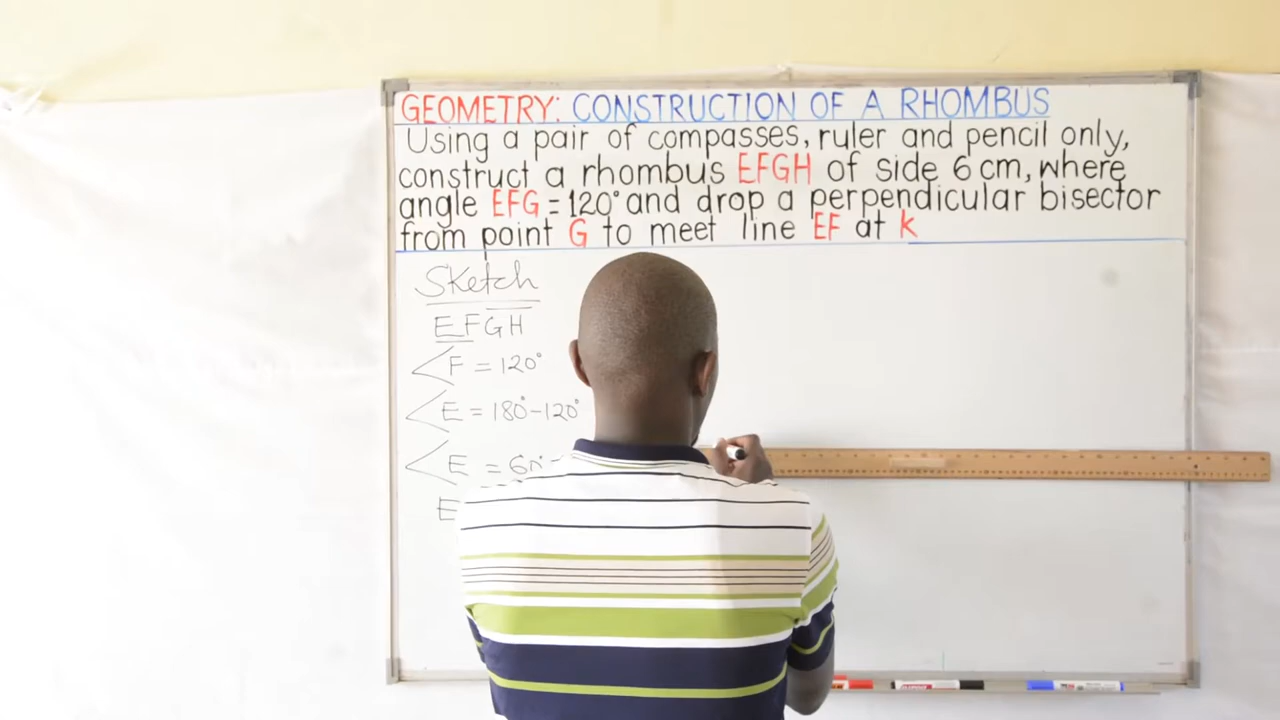 GEOMETRY: CONSTRUCTION OF A RHOMBUS
Using a pair of compasses, ruler and pencil only,
construct a rhombus EFGH of side 6 cm, where
angle EFG = 120° and drop a perpendicular bisector
from point G to meet line EF at k
Sketch
EFGH
<F = 120°
<E = 180° - 120°
<E = 60°
E